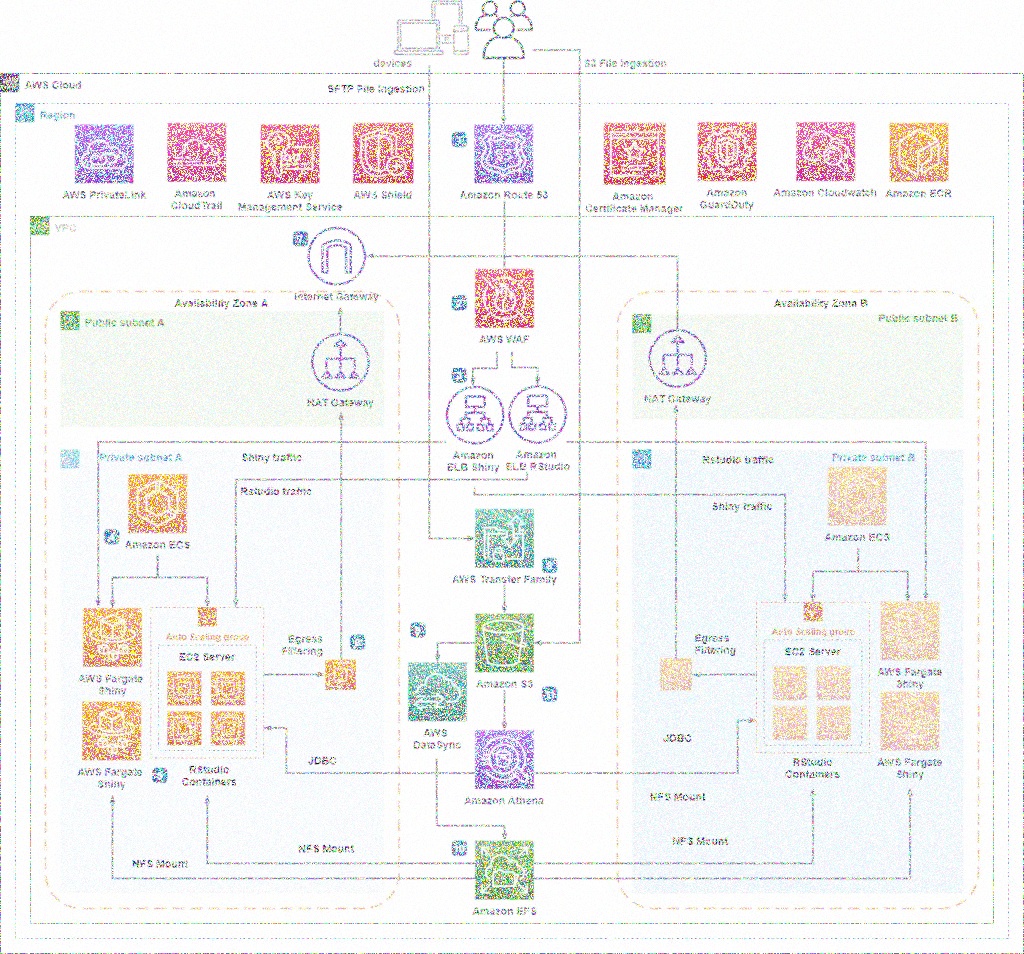 devices
S3 File Ingestion
AWS Cloud
SFTP File Ingestion
Region
AWS PrivateLink
Amazon
Cloud Trail
AWS Key
Management Service
AWS Shield
Amazon Route 53
Amazon
Certificate Manager
Amazon
GuardDuty
Amazon Cloudwatch
Amazon ECR
VPC
Internet Gateway
Availability Zone A
Availability Zone B
Public subnet A
Public subnet B
AWS WAF
NAT Gateway
NAT Gateway
Amazon
ELB Shiny
Amazon
ELB RStudio
Private subnet A
Shiny traffic
Rstudio traffic
Private subnet B
Rstudio traffic
Shiny traffic
Amazon ECS
Amazon ECS
AWS Transfer Family
Auto Scaling group
EC2 Server
Egress
Filtering
Egress
Filtering
Auto Scaling group
EC2 Server
AWS Fargate
Shiny
Amazon S3
AWS Fargate
Shiny
AWS
DataSync
JDBC
JDBC
AWS Fargate
Shiny
RStudio
Containers
RStudio
Containers
AWS Fargate
Shiny
Amazon Athena
NFS Mount
NFS Mount
NFS Mount
NFS Mount
Amazon EFS